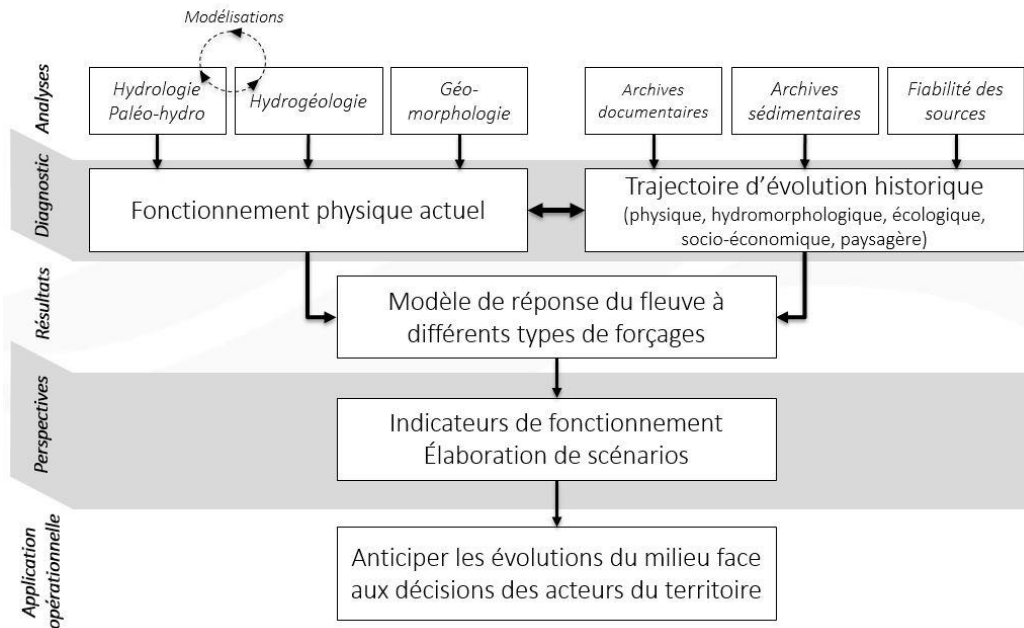 Modélisations
Analyses
Hydrologie
Paléo-hydro
Hydrogéologie
Géo-
morphologie
Archives
documentaires
Archives
sédimentaires
Fiabilité des
sources
Diagnostic
Fonctionnement physique actuel
Trajectoire d'évolution historique
(physique, hydromorphologique, écologique,
socio-économique, paysagère)
Résultats
Modèle de réponse du fleuve à
différents types de forçages
Perspectives
Indicateurs de fonctionnement
Élaboration de scénarios
Application
opérationnelle
Anticiper les évolutions du milieu face
aux décisions des acteurs du territoire